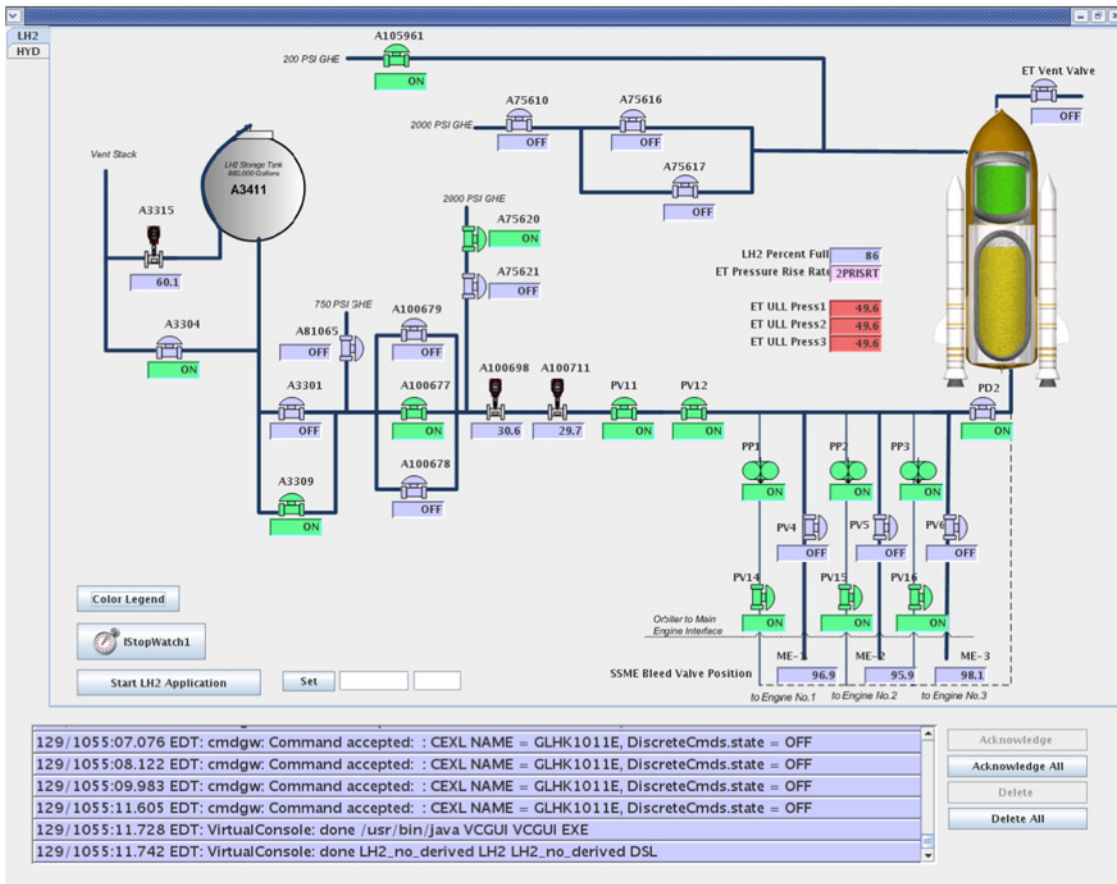 LH2
HYD
A105961
200 PSI GHE
ON
ET Vent Valve
OFF
A75610
A75616
2000 PSI GHE
OFF
OFF
A75617
OFF
Vent Stack
LH2 Storage Tank
A3411
A3315
60.1
2000 PSI GHE
A75620
ON
A75621
OFF
LH2 Percent Full
86
ET Pressure Rise Rate
2PRISRT
ET ULL Press1
49.6
ET ULL Press2
49.6
ET ULL Press3
49.6
750 PSI GHE
A3304
ON
A81065
OFF
A100679
OFF
A3301
OFF
A100677
ON
A100698
30.6
A100711
29.7
PV11
ON
PV12
ON
PD2
ON
A3309
ON
A100678
OFF
PP1
ON
PP2
ON
PP3
ON
PV4
OFF
PV5
OFF
PV6
OFF
PV14
ON
PV15
ON
PV16
ON
Orbiter to Main
Engine Interface
ME-1
ME-2
ME-3
SSME Bleed Valve Position
96.9
95.9
98.1
to Engine No.1
to Engine No.2
to Engine No.3
Color Legend
IStopWatch1
Start LH2 Application
Set
129/1055:07.076 EDT: cmdgw: Command accepted: : CEXL NAME = GLHK1011E, DiscreteCmds.state = OFF
129/1055:08.122 EDT: cmdgw: Command accepted: : CEXL NAME = GLHK1011E, DiscreteCmds.state = OFF
129/1055:09.983 EDT: cmdgw: Command accepted: : CEXL NAME = GLHK1011E, DiscreteCmds.state = OFF
129/1055:11.605 EDT: cmdgw: Command accepted: : CEXL NAME = GLHK1011E, DiscreteCmds.state = OFF
129/1055:11.728 EDT: VirtualConsole: done /usr/bin/java VCGUI VCGUI EXE
129/1055:11.742 EDT: VirtualConsole: done LH2_no_derived LH2 LH2_no_derived DSL
Acknowledge
Acknowledge All
Delete
Delete All